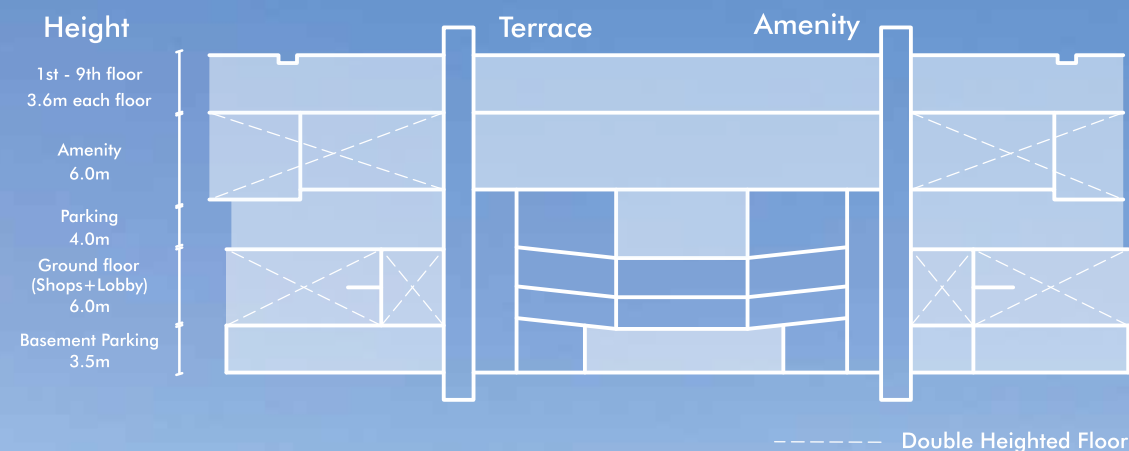 Height
Terrace
Amenity
1st - 9th floor
3.6m each floor
Amenity
6.0m
Parking
4.0m
Ground floor
(Shops+Lobby)
6.0m
Basement Parking
3.5m
Double Heighted Floor